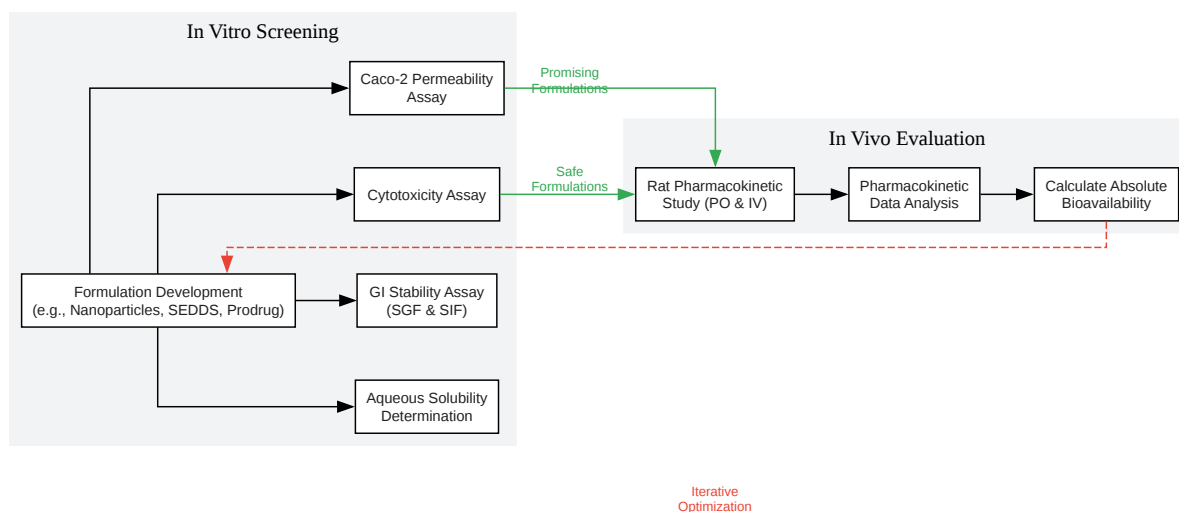 In Vitro Screening
Caco-2 Permeability
Assay
Promising
Formulations
In Vivo Evaluation
Cytotoxicity Assay
Safe
Formulations
Rat Pharmacokinetic
Study (PO & IV)
Pharmacokinetic
Data Analysis
Calculate Absolute
Bioavailability
Formulation Development
(e.g., Nanoparticles, SEDDS, Prodrug)
GI Stability Assay
(SGF & SIF)
Aqueous Solubility
Determination
Iterative
Optimization